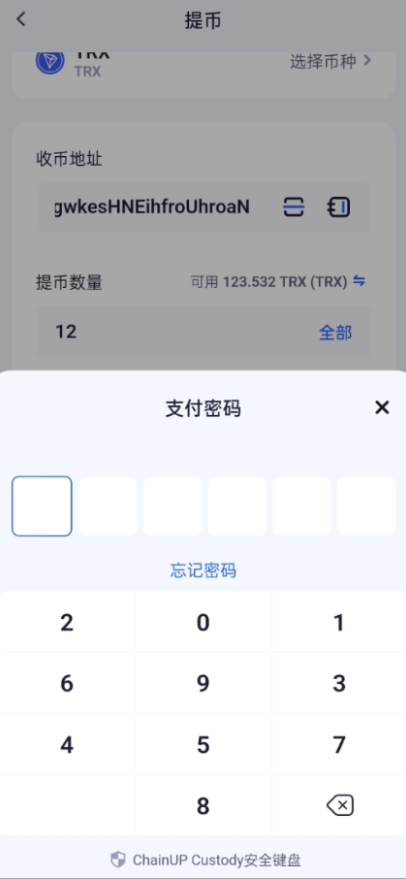 提币
TRX
TRX
选择币种
收币地址
gwkesHNEihfroUhroaN
提币数量
可用 123.532 TRX (TRX)
12
全部
支付密码
忘记密码
2 0 1
6 9 3
4 5 7
8
ChainUP Custody安全键盘